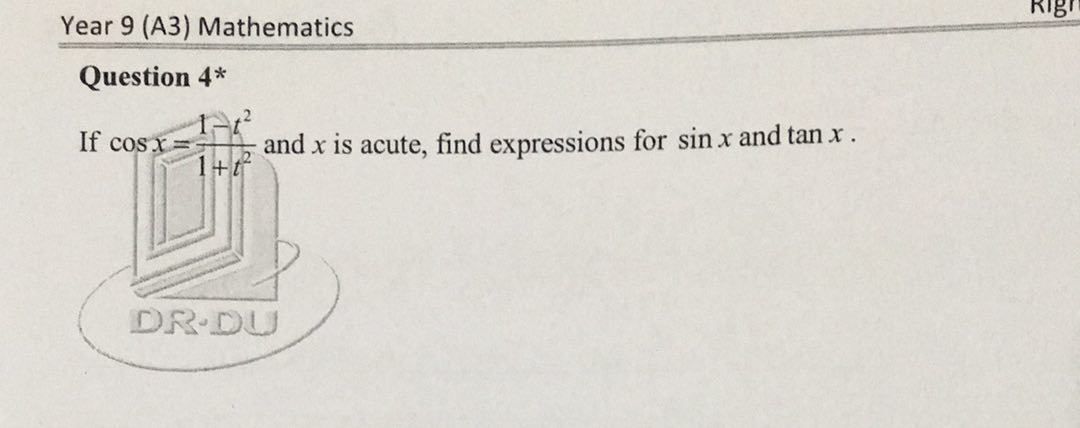 Righ
Year 9 (A3) Mathematics
Question 4*
If cos x = \frac{1-t^2}{1+t^2} and x is acute, find expressions for sin x and tan x .
DR·DU